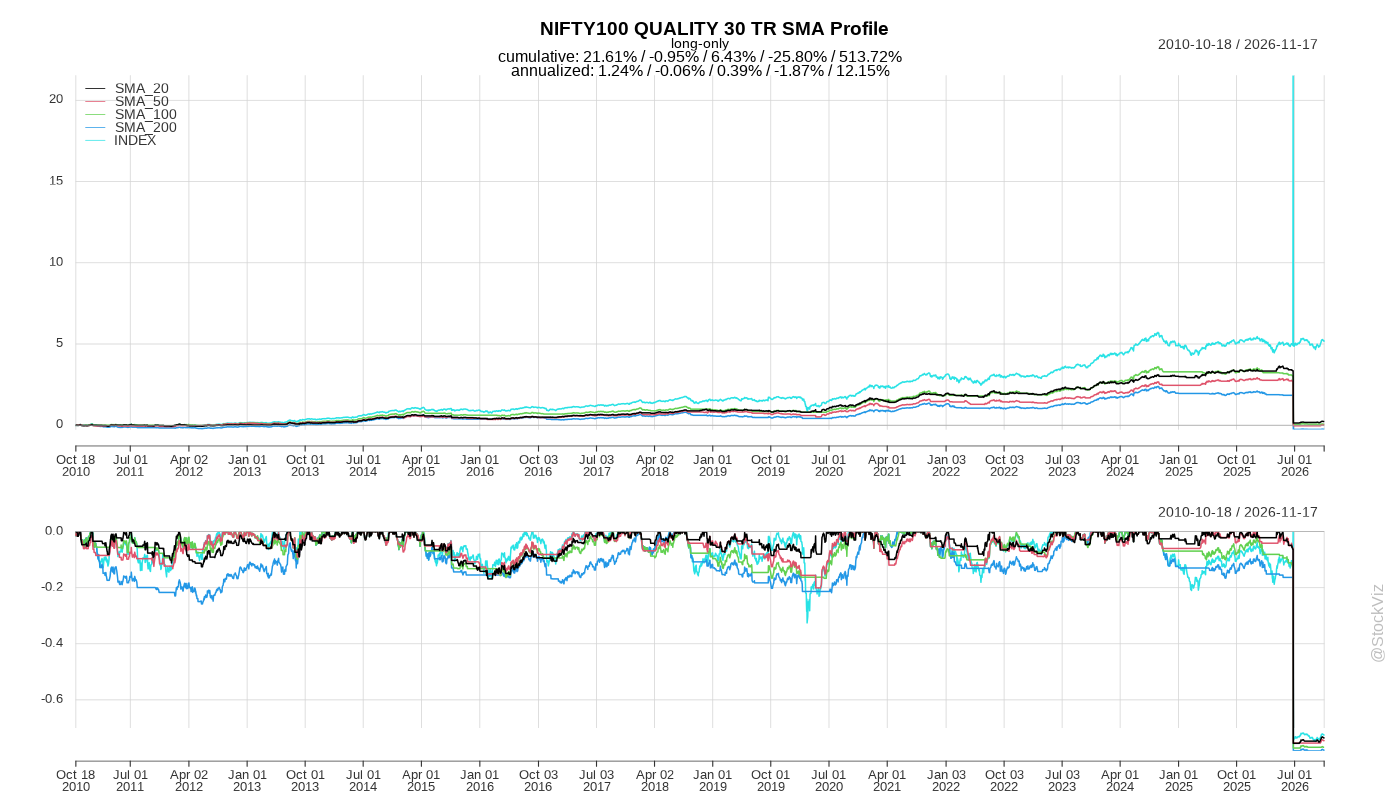 NIFTY100 QUALITY 30 TR SMA Profile
long-only
cumulative: 21.61% / -0.95% / 6.43% / -25.80% / 513.72%
annualized: 1.24% / -0.06% / 0.39% / -1.87% / 12.15%
2010-10-18 / 2026-11-17
SMA_20
SMA_50
SMA_100
SMA_200
INDEX
20
15
10
5
0
Oct 18 Jul 01 Apr 02 Jan 01 Oct 01 Jul 01 Apr 01 Jan 01 Oct 03 Jul 03 Apr 02 Jan 01 Oct 01 Jul 01 Apr 01 Jan 03 Oct 03 Jul 03 Apr 01 Jan 01 Oct 01 Jul 01
2010 2011 2012 2013 2013 2014 2015 2016 2016 2017 2018 2019 2019 2020 2021 2022 2022 2023 2024 2025 2025 2026
2010-10-18 / 2026-11-17
0.0
-0.2
-0.4
-0.6
Oct 18 Jul 01 Apr 02 Jan 01 Oct 01 Jul 01 Apr 01 Jan 01 Oct 03 Jul 03 Apr 02 Jan 01 Oct 01 Jul 01 Apr 01 Jan 03 Oct 03 Jul 03 Apr 01 Jan 01 Oct 01 Jul 01
2010 2011 2012 2013 2013 2014 2015 2016 2016 2017 2018 2019 2019 2020 2021 2022 2022 2023 2024 2025 2025 2026
@StockViz